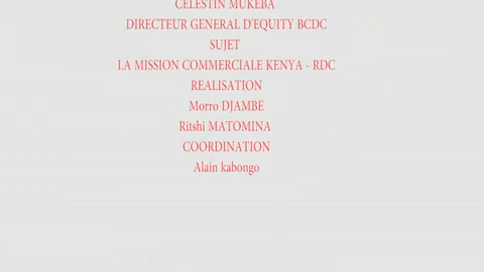 CELESTIN MUKEBA
DIRECTEUR GENERAL D'EQUITY BCDC
SUJET
LA MISSION COMMERCIALE KENYA - RDC
REALISATION
Morro DJAMBE
Ritshi MATOMINA
COORDINATION
Alain kabongo